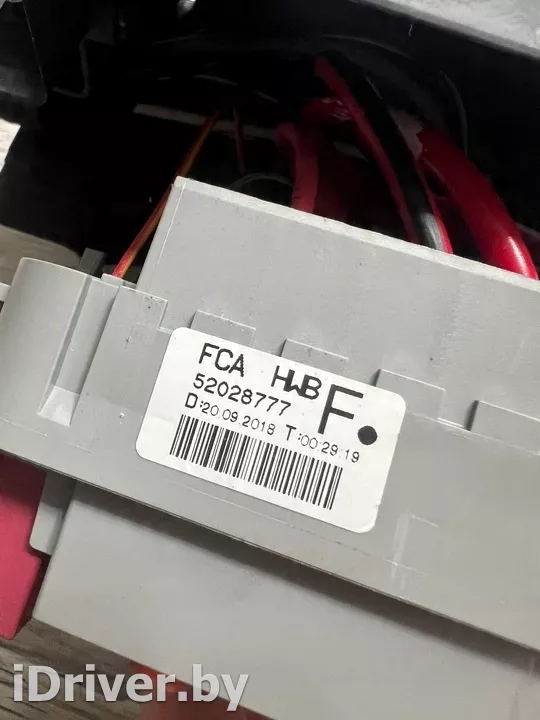 FCA HWB
52028777 F.
D:20.09.2018 T:00:29:19
iDriver.by